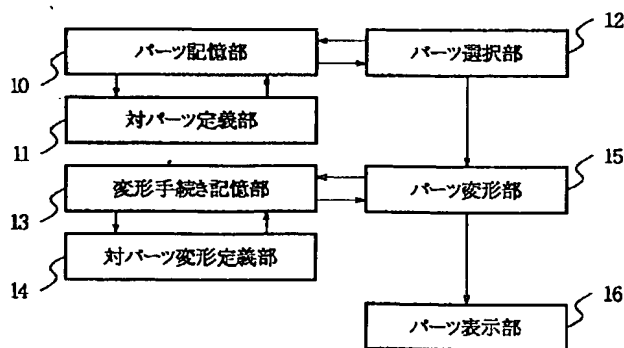 12
パーツ記憶部
パーツ選択部
10
対パーツ定義部
11
15
変形手続き記憶部
パーツ変形部
13
対パーツ変形定義部
14
16
パーツ表示部